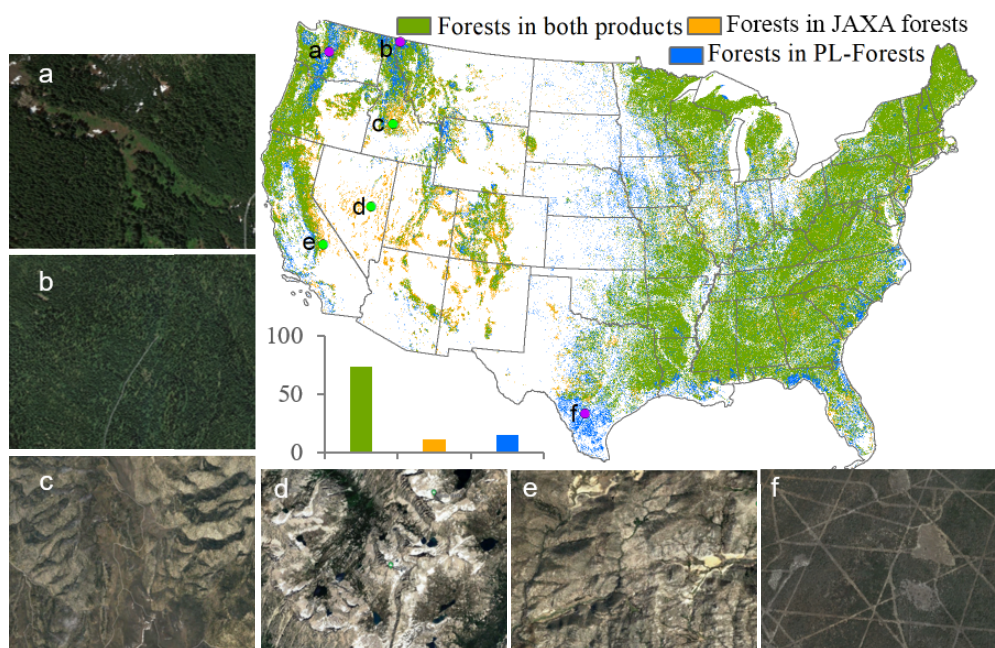 Forests in both products
Forests in JAXA forests
Forests in PL-Forests
a
b
c
d
e
f
100
50
0
a
b
c
d
e
f